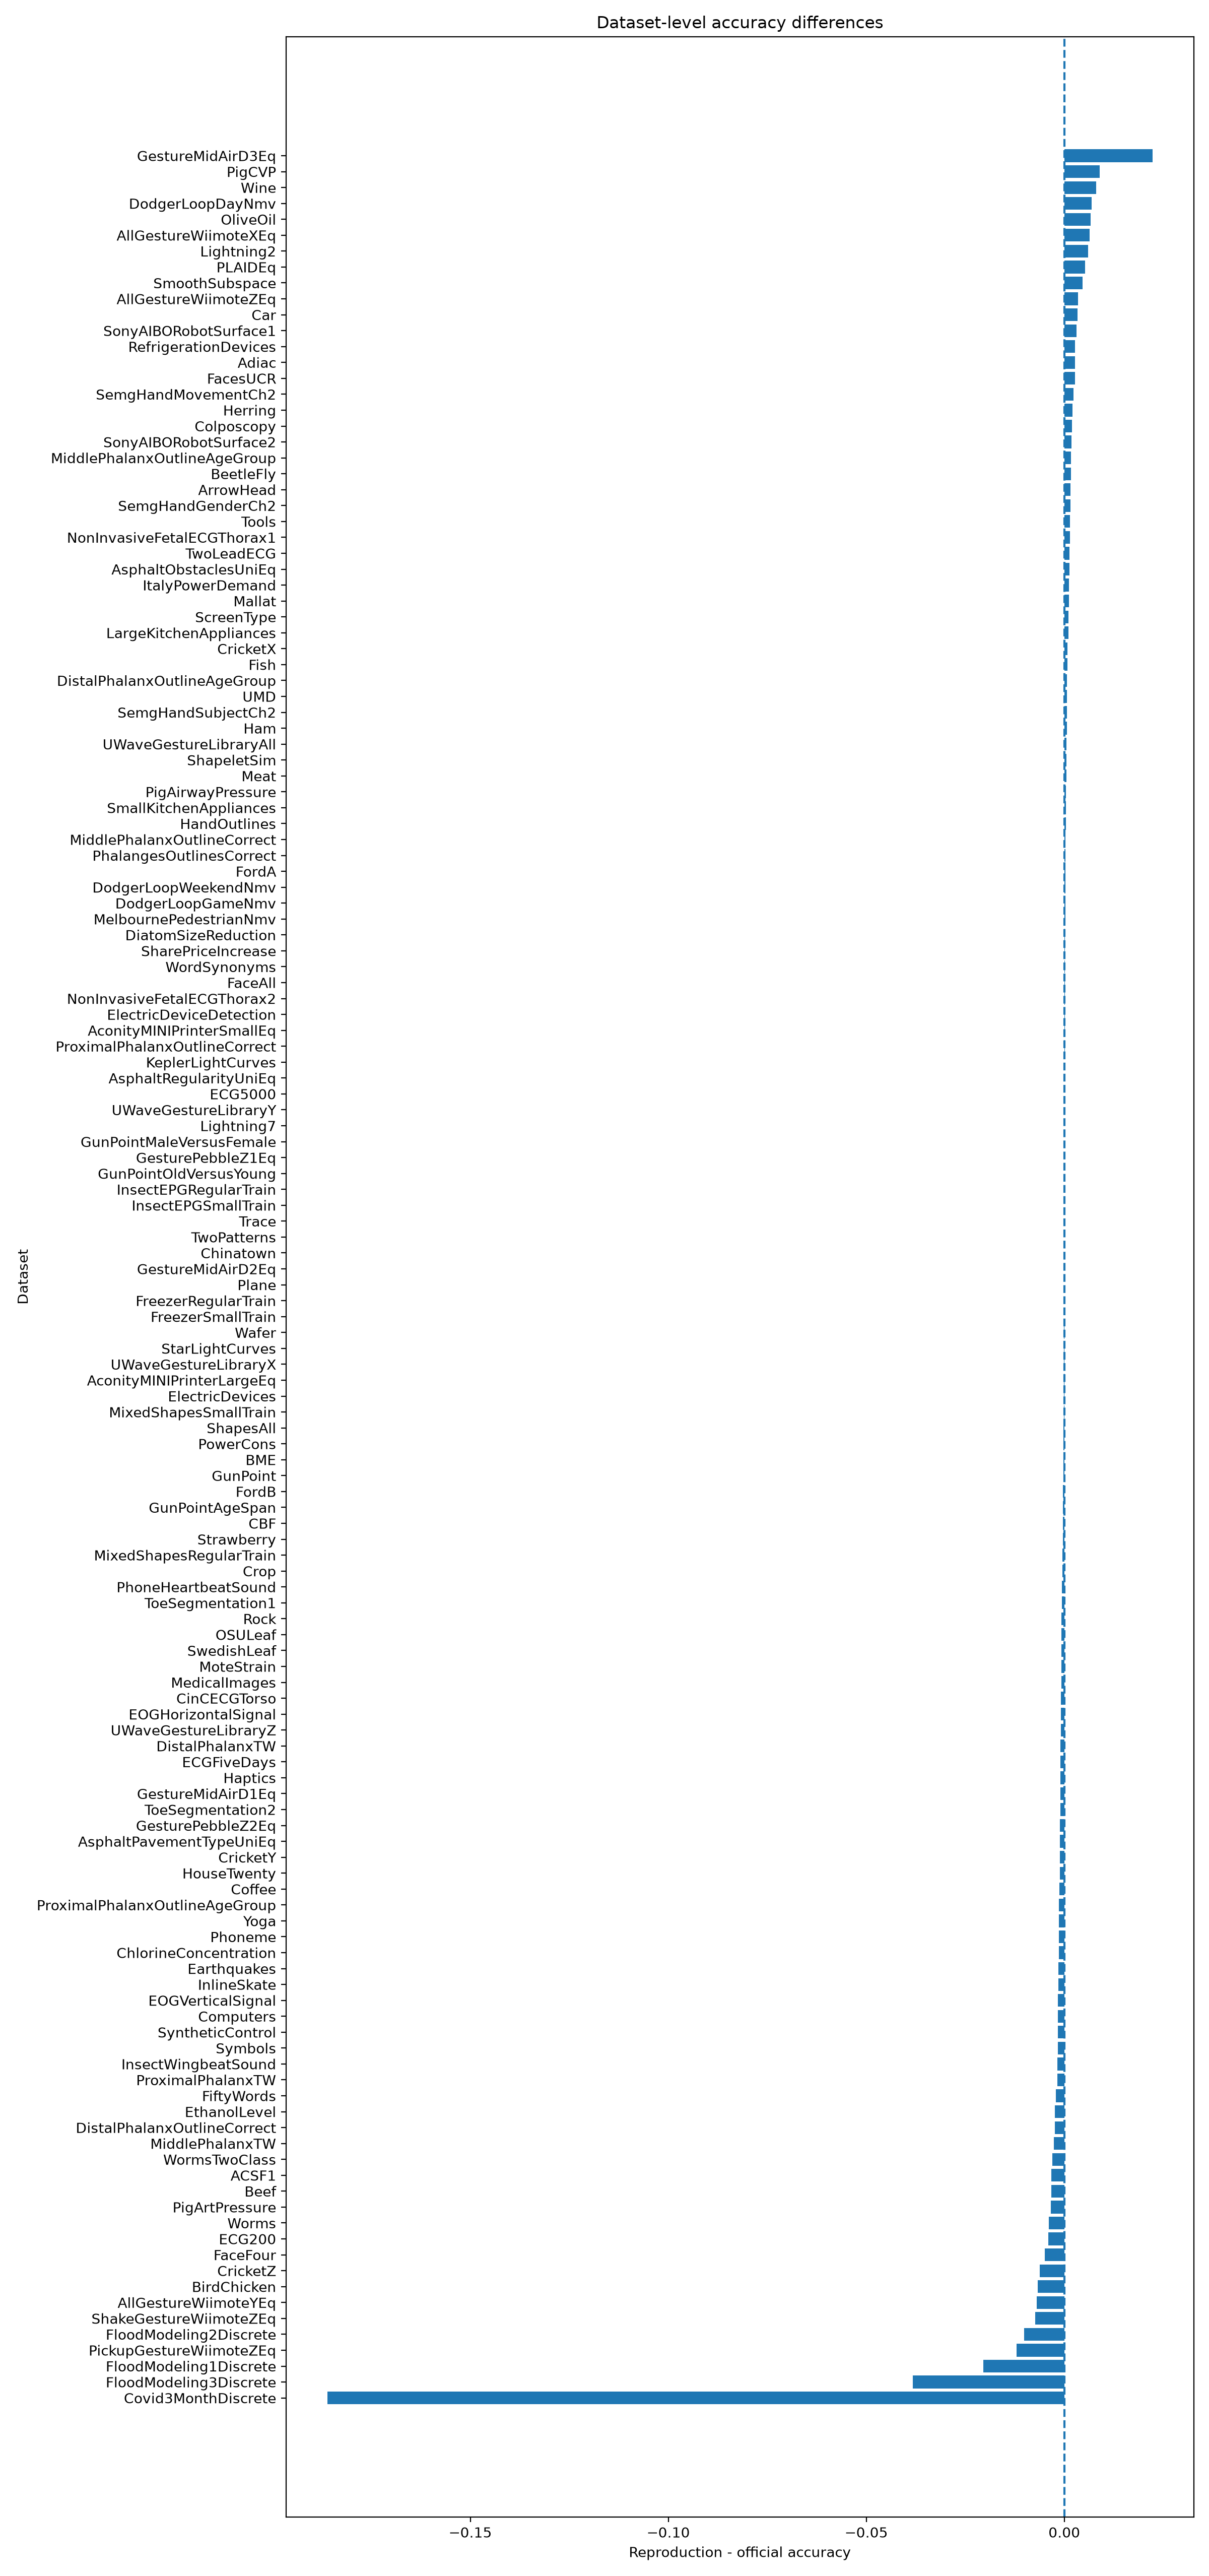 Dataset-level accuracy differences
GestureMidAirD3Eq
PigCVP
Wine
DodgerLoopDayNmv
OliveOil
AllGestureWiimoteXEq
Lightning2
PLAIDEq
SmoothSubspace
AllGestureWiimoteZEq
Car
SonyAIBORobotSurface1
RefrigerationDevices
Adiac
FacesUCR
SemgHandMovementCh2
Herring
Colposcopy
SonyAIBORobotSurface2
MiddlePhalanxOutlineAgeGroup
BeetleFly
ArrowHead
SemgHandGenderCh2
Tools
NonInvasiveFetalECGThorax1
TwoLeadECG
AsphaltObstaclesUniEq
ItalyPowerDemand
Mallat
ScreenType
LargeKitchenAppliances
CricketX
Fish
DistalPhalanxOutlineAgeGroup
UMD
SemgHandSubjectCh2
Ham
UWaveGestureLibraryAll
ShapeletSim
Meat
PigAirwayPressure
SmallKitchenAppliances
HandOutlines
MiddlePhalanxOutlineCorrect
PhalangesOutlinesCorrect
FordA
DodgerLoopWeekendNmv
DodgerLoopGameNmv
MelbournePedestrianNmv
DiatomSizeReduction
SharePriceIncrease
WordSynonyms
FaceAll
NonInvasiveFetalECGThorax2
ElectricDeviceDetection
AconityMINIPrinterSmallEq
ProximalPhalanxOutlineCorrect
KeplerLightCurves
AsphaltRegularityUniEq
ECG5000
UWaveGestureLibraryY
Lightning7
GunPointMaleVersusFemale
GesturePebbleZ1Eq
GunPointOldVersusYoung
InsectEPGRegularTrain
InsectEPGSmallTrain
Trace
TwoPatterns
Chinatown
GestureMidAirD2Eq
Plane
FreezerRegularTrain
FreezerSmallTrain
Wafer
StarLightCurves
UWaveGestureLibraryX
AconityMINIPrinterLargeEq
ElectricDevices
MixedShapesSmallTrain
ShapesAll
PowerCons
BME
GunPoint
FordB
GunPointAgeSpan
CBF
Strawberry
MixedShapesRegularTrain
Crop
PhoneHeartbeatSound
ToeSegmentation1
Rock
OSULeaf
SwedishLeaf
MoteStrain
MedicalImages
CinCECGTorso
EOGHorizontalSignal
UWaveGestureLibraryZ
DistalPhalanxTW
ECGFiveDays
Haptics
GestureMidAirD1Eq
ToeSegmentation2
GesturePebbleZ2Eq
AsphaltPavementTypeUniEq
CricketY
HouseTwenty
Coffee
ProximalPhalanxOutlineAgeGroup
Yoga
Phoneme
ChlorineConcentration
Earthquakes
InlineSkate
EOGVerticalSignal
Computers
SyntheticControl
Symbols
InsectWingbeatSound
ProximalPhalanxTW
FiftyWords
EthanolLevel
DistalPhalanxOutlineCorrect
MiddlePhalanxTW
WormsTwoClass
ACSF1
Beef
PigArtPressure
Worms
ECG200
FaceFour
CricketZ
BirdChicken
AllGestureWiimoteYEq
ShakeGestureWiimoteZEq
FloodModeling2Discrete
PickupGestureWiimoteZEq
FloodModeling1Discrete
FloodModeling3Discrete
Covid3MonthDiscrete
Dataset
−0.15 −0.10 −0.05 0.00
Reproduction - official accuracy